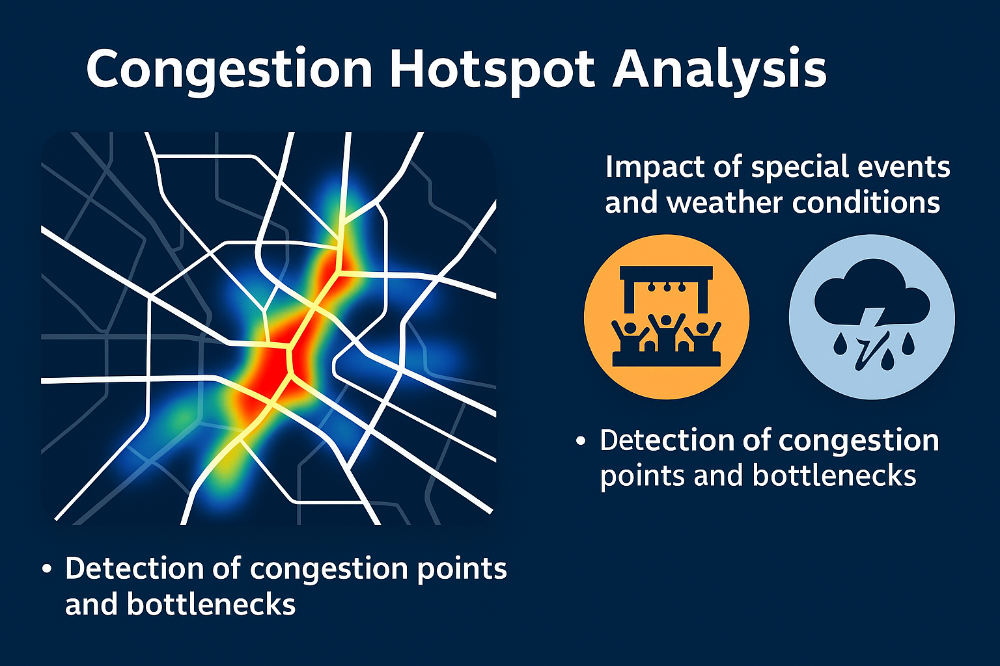 Congestion Hotspot Analysis
Impact of special events
and weather conditions
• Detection of congestion
points and bottlenecks
• Detection of congestion points
and bottlenecks